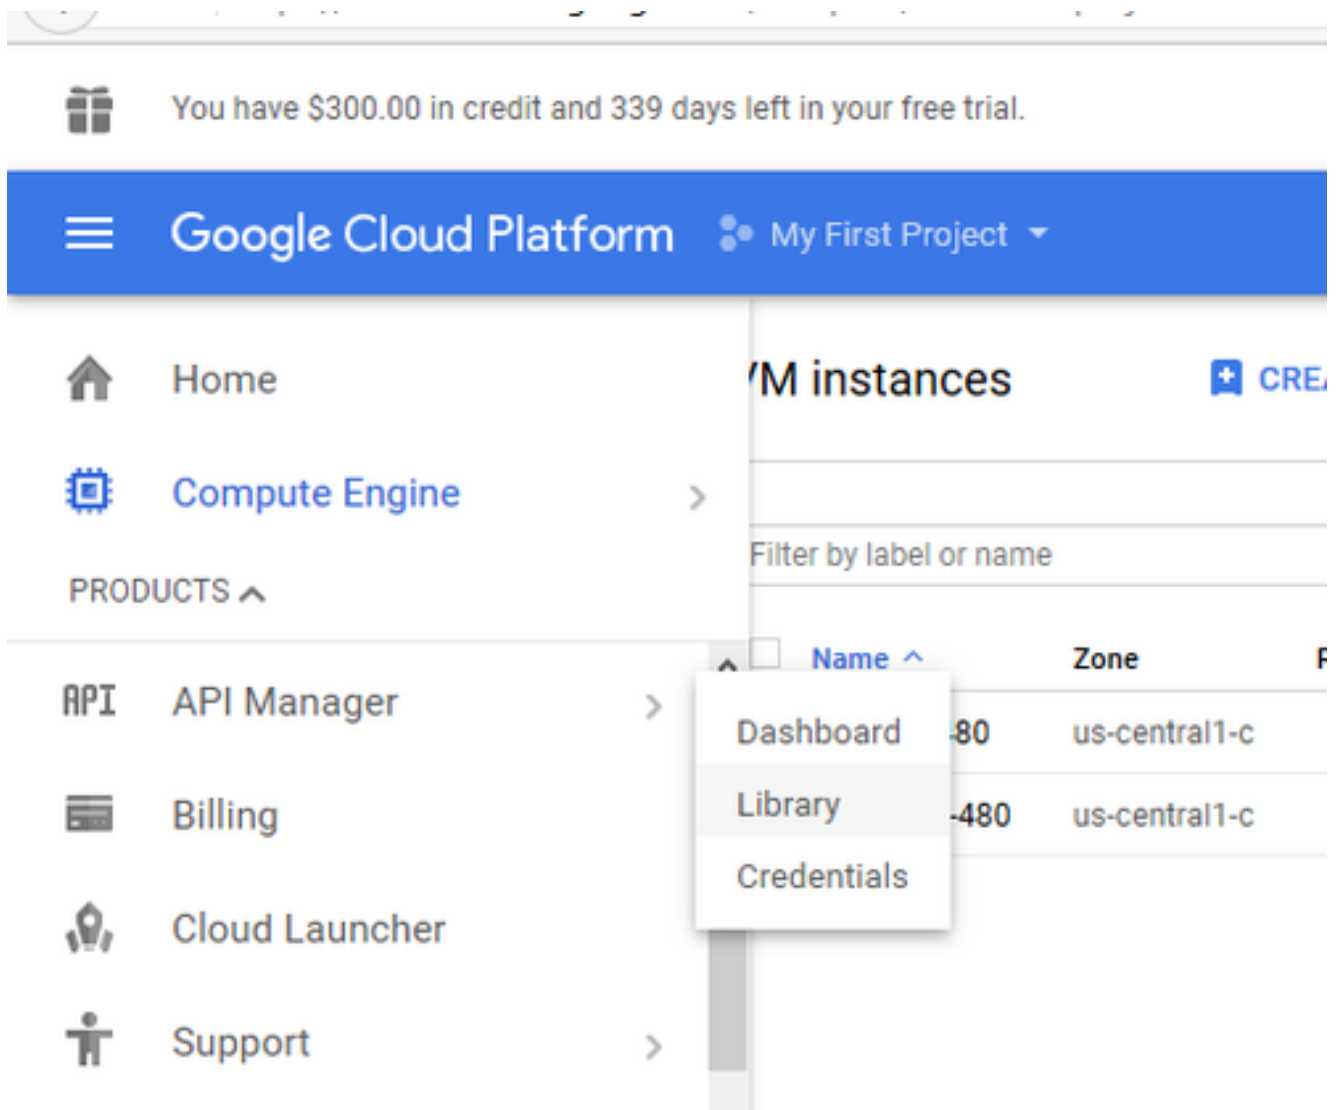 You have $300.00 in credit and 339 days left in your free trial.
Google Cloud Platform My First Project
Home
Compute Engine
PRODUCTS
API API Manager
Billing
Cloud Launcher
Support
Dashboard
Library
Credentials
VM instances
Filter by label or name
Name Zone
80 us-central1-c
-480 us-central1-c